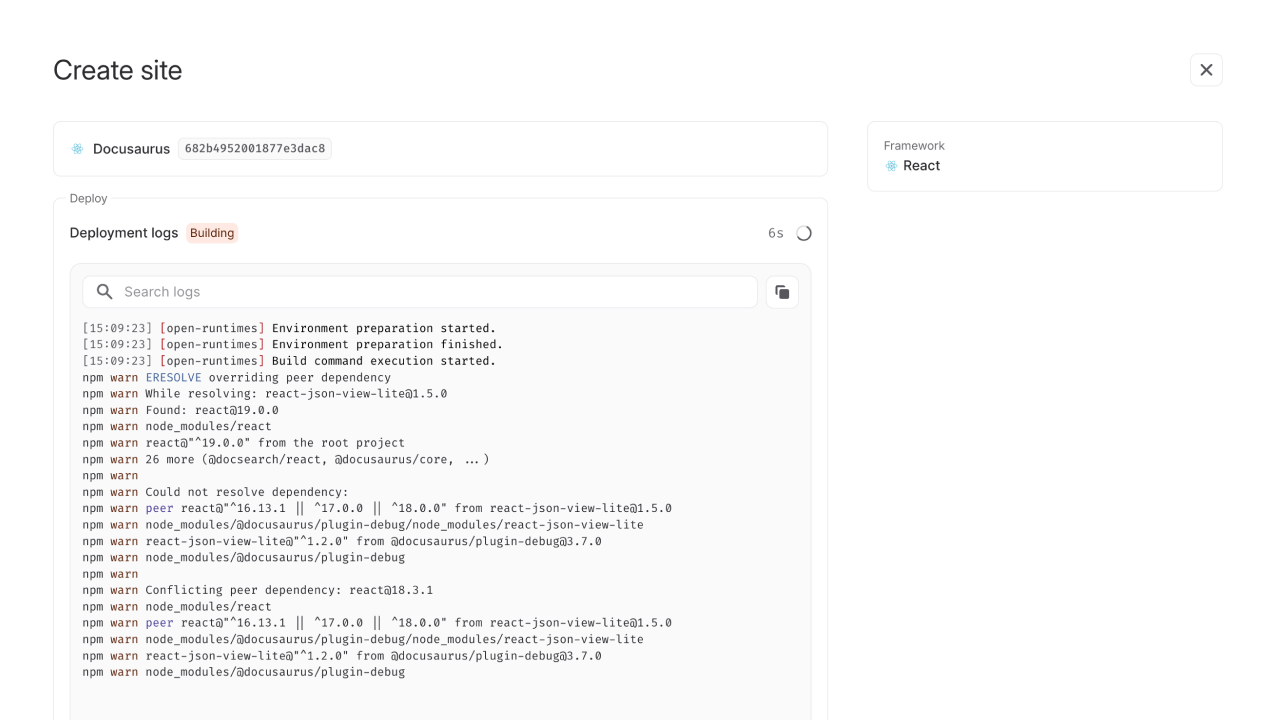 Create site
Docusaurus 682b4952001877e3dac8
Framework
React
Deploy
Deployment logs Building 6s
Search logs
[15:09:23] [open-runtimes] Environment preparation started.
[15:09:23] [open-runtimes] Environment preparation finished.
[15:09:23] [open-runtimes] Build command execution started.
npm warn ERESOLVE overriding peer dependency
npm warn While resolving: react-json-view-lite@1.5.0
npm warn Found: react@19.0.0
npm warn node_modules/react
npm warn react@"^19.0.0" from the root project
npm warn 26 more (@docsearch/react, @docusaurus/core, ...)
npm warn
npm warn Could not resolve dependency:
npm warn peer react@"^16.13.1 || ^17.0.0 || ^18.0.0" from react-json-view-lite@1.5.0
npm warn node_modules/@docusaurus/plugin-debug/node_modules/react-json-view-lite
npm warn react-json-view-lite@"^1.2.0" from @docusaurus/plugin-debug@3.7.0
npm warn node_modules/@docusaurus/plugin-debug
npm warn
npm warn Conflicting peer dependency: react@18.3.1
npm warn node_modules/react
npm warn peer react@"^16.13.1 || ^17.0.0 || ^18.0.0" from react-json-view-lite@1.5.0
npm warn node_modules/@docusaurus/plugin-debug/node_modules/react-json-view-lite
npm warn react-json-view-lite@"^1.2.0" from @docusaurus/plugin-debug@3.7.0
npm warn node_modules/@docusaurus/plugin-debug